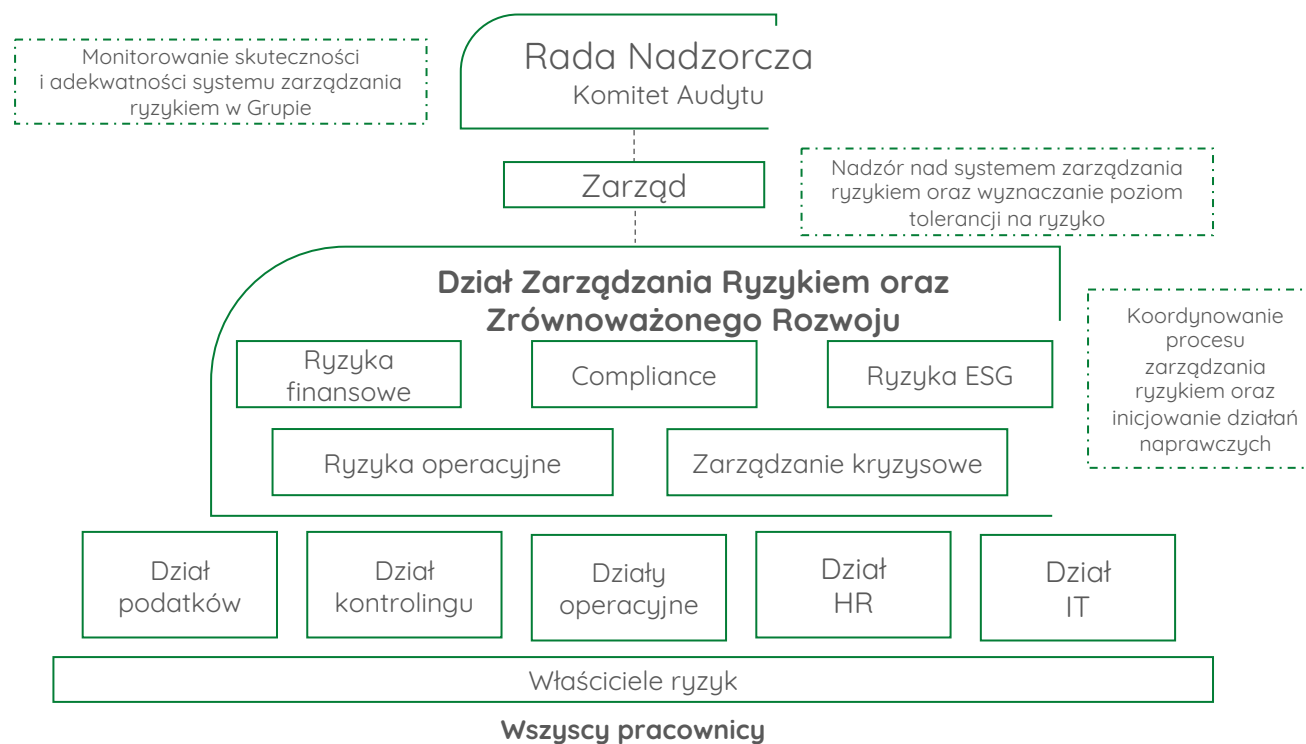 Monitorowanie skuteczności
i adekwatności systemu zarządzania
ryzykiem w Grupie
Rada Nadzorcza
Komitet Audytu
Zarząd
Nadzór nad systemem zarządzania
ryzykiem oraz wyznaczanie poziom
tolerancji na ryzyko
Dział Zarządzania Ryzykiem oraz
Zrównoważonego Rozwoju
Koordynowanie
procesu
zarządzania
ryzykiem oraz
inicjowanie działań
naprawczych
Ryzyka
finansowe
Compliance
Ryzyka ESG
Ryzyka operacyjne
Zarządzanie kryzysowe
Dział
podatków
Dział
kontrolingu
Działy
operacyjne
Dział
HR
Dział
IT
Właściciele ryzyk
Wszyscy pracownicy